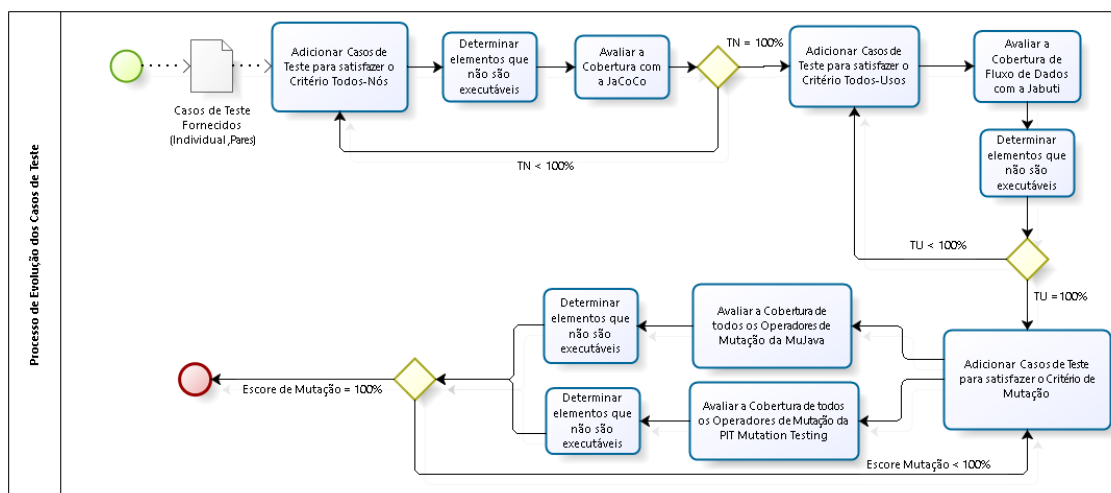 Processo de Evolução dos Casos de Teste
Casos de Teste
Fornecidos
(Individual ,Pares)
Adicionar Casos de
Teste para satisfazer o
Critério Todos-Nós
Determinar
elementos que
não são
executáveis
Avaliar a
Cobertura com
a JaCoCo
TN = 100%
TN < 100%
Adicionar Casos de
Teste para satisfazer o
Critério Todos-Usos
Avaliar a
Cobertura de
Fluxo de Dados
com a Jabuti
Determinar
elementos que
não são
executáveis
TU < 100%
TU =100%
Adicionar Casos de Teste
para satisfazer o Critério de
Mutação
Avaliar a Cobertura de
todos os Operadores de
Mutação da MuJava
Determinar
elementos que
não são
executáveis
Avaliar a Cobertura de todos
os Operadores de Mutação da
PIT Mutation Testing
Determinar
elementos que
não são
executáveis
Escore de Mutação = 100%
Escore Mutação < 100%